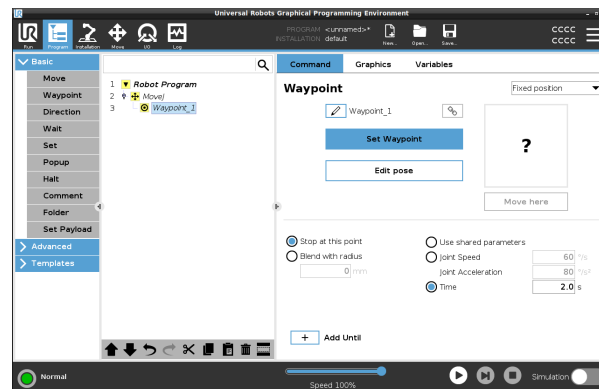 Universal Robots Graphical Programming Environment
Run
Program
Installation
Move
I/O
Log
PROGRAM <unnamed>*
INSTALLATION default
New...
Open...
Save...
CCCC
CCCC
Basic
Move
Waypoint
Direction
Wait
Set
Popup
Halt
Comment
Folder
Set Payload
Advanced
Templates
1 Robot Program
2 MoveJ
3 Waypoint_1
Command Graphics Variables
Waypoint
Fixed position
Waypoint_1
Set Waypoint
Edit pose
?
Move here
Stop at this point
Blend with radius
0 mm
Use shared parameters
Joint Speed 60 °/s
Joint Acceleration 80 °/s²
Time 2.0 s
+ Add Until
Normal
Speed 100%
Simulation